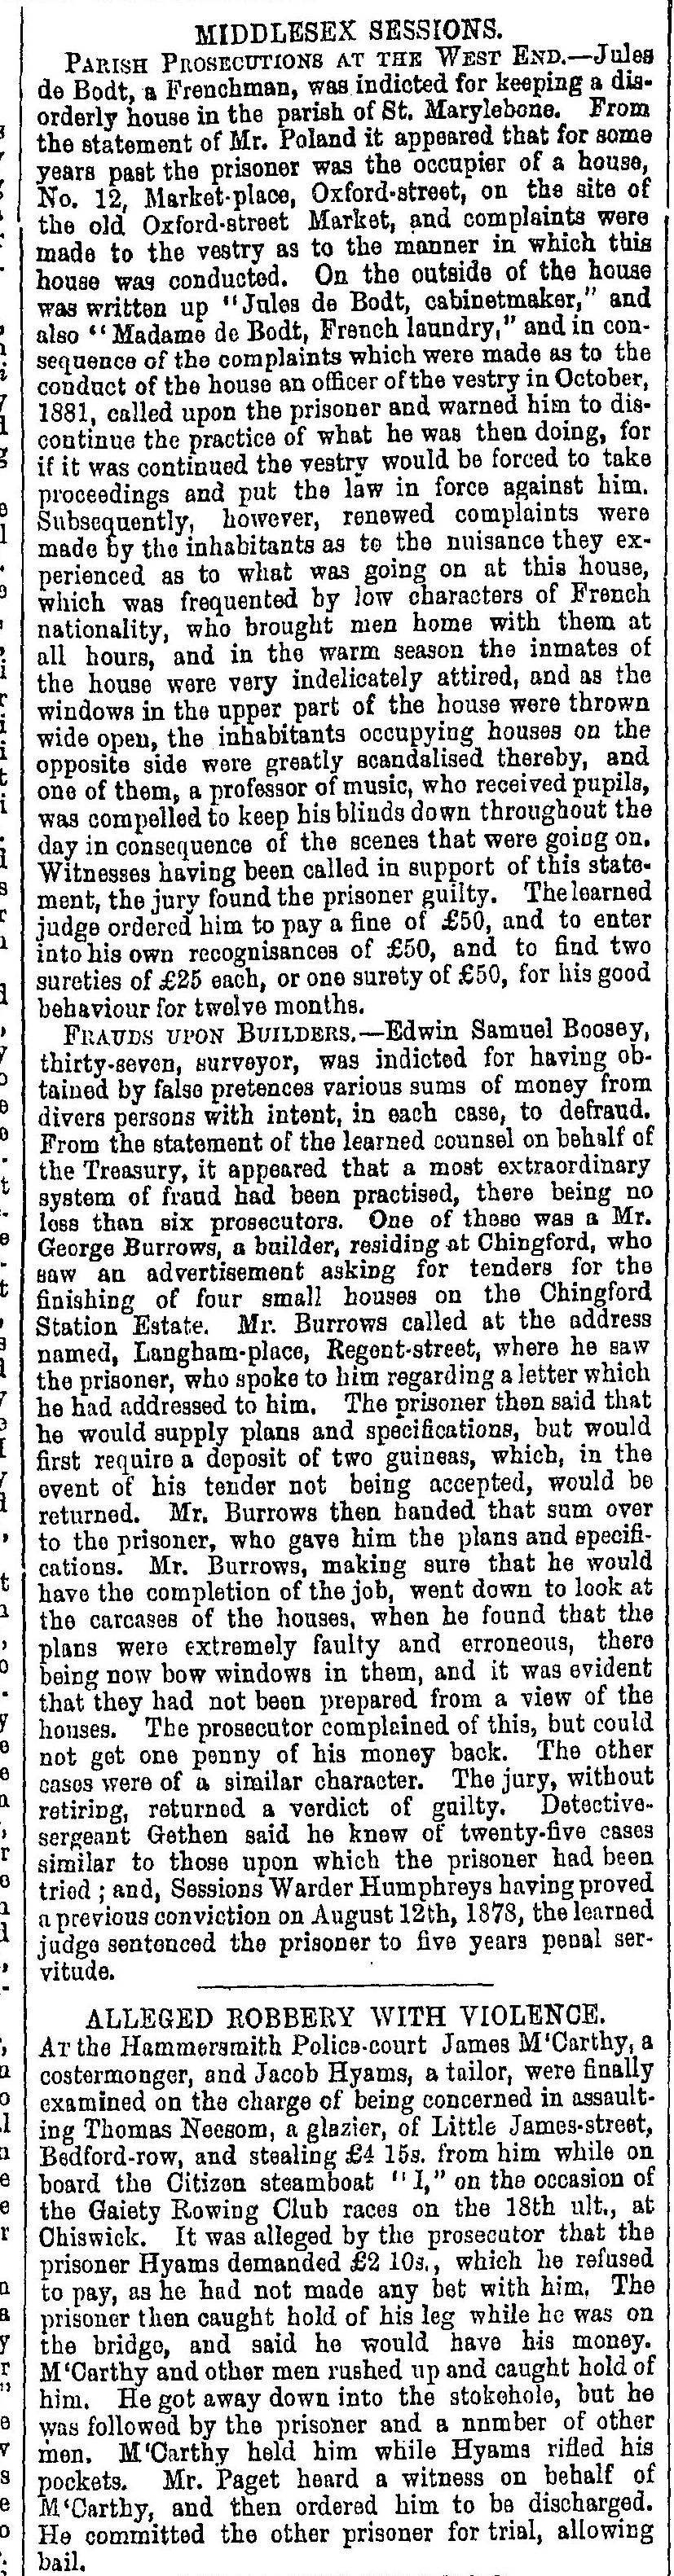 MIDDLESEX SESSIONS.
PARISH PROSECUTIONS AT THE WEST END.—Jules
de Bodt, a Frenchman, was indicted for keeping a dis-
orderly house in the parish of St. Marylebone. From
the statement of Mr. Poland it appeared that for some
years past the prisoner was the occupier of a house,
No. 12, Market-place, Oxford-street, on the site of
the old Oxford-street Market, and complaints were
made to the vestry as to the manner in which this
house was conducted. On the outside of the house
was written up "Jules de Bodt, cabinetmaker," and
also "Madame de Bodt, French laundry," and in con-
sequence of the complaints which were made as to the
conduct of the house an officer of the vestry in October,
1881, called upon the prisoner and warned him to dis-
continue the practice of what he was then doing, for
if it was continued the vestry would be forced to take
proceedings and put the law in force against him.
Subsequently, however, renewed complaints were
made by the inhabitants as to the nuisance they ex-
perienced as to what was going on at this house,
which was frequented by low characters of French
nationality, who brought men home with them at
all hours, and in the warm season the inmates of
the house were very indelicately attired, and as the
windows in the upper part of the house were thrown
wide open, the inhabitants occupying houses on the
opposite side were greatly scandalised thereby, and
one of them, a professor of music, who received pupils,
was compelled to keep his blinds down throughout the
day in consequence of the scenes that were going on.
Witnesses having been called in support of this state-
ment, the jury found the prisoner guilty. The learned
judge ordered him to pay a fine of £50, and to enter
into his own recognisances of £50, and to find two
sureties of £25 each, or one surety of £50, for his good
behaviour for twelve months.
FRAUDS UPON BUILDERS.—Edwin Samuel Boosey,
thirty-seven, surveyor, was indicted for having ob-
tained by false pretences various sums of money from
divers persons with intent, in each case, to defraud.
From the statement of the learned counsel on behalf of
the Treasury, it appeared that a most extraordinary
system of fraud had been practised, there being no
less than six prosecutors. One of these was a Mr.
George Burrows, a builder, residing at Chingford, who
saw an advertisement asking for tenders for the
finishing of four small houses on the Chingford
Station Estate. Mr. Burrows called at the address
named, Langham-place, Regent-street, where he saw
the prisoner, who spoke to him regarding a letter which
he had addressed to him. The prisoner then said that
he would supply plans and specifications, but would
first require a deposit of two guineas, which, in the
event of his tender not being accepted, would be
returned. Mr. Burrows then handed that sum over
to the prisoner, who gave him the plans and specifi-
cations. Mr. Burrows, making sure that he would
have the completion of the job, went down to look at
the carcases of the houses, when he found that the
plans were extremely faulty and erroneous, there
being now bow windows in them, and it was evident
that they had not been prepared from a view of the
houses. The prosecutor complained of this, but could
not get one penny of his money back. The other
cases were of a similar character. The jury, without
retiring, returned a verdict of guilty. Detective-
sergeant Gethen said he knew of twenty-five cases
similar to those upon which the prisoner had been
tried ; and, Sessions Warder Humphreys having proved
a previous conviction on August 12th, 1878, the learned
judge sentenced the prisoner to five years penal ser-
vitude.
ALLEGED ROBBERY WITH VIOLENCE.
AT the Hammersmith Police-court James M'Carthy, a
costermonger, and Jacob Hyams, a tailor, were finally
examined on the charge of being concerned in assault-
ing Thomas Neesom, a glazier, of Little James-street,
Bedford-row, and stealing £4 15s. from him while on
board the Citizen steamboat "I," on the occasion of
the Gaiety Rowing Club races on the 18th ult., at
Chiswick. It was alleged by the prosecutor that the
prisoner Hyams demanded £2 10s., which he refused
to pay, as he had not made any bet with him. The
prisoner then caught hold of his leg while he was on
the bridge, and said he would have his money.
M'Carthy and other men rushed up and caught hold of
him. He got away down into the stokehole, but he
was followed by the prisoner and a nnmber of other
men. M'Carthy held him while Hyams rifled his
pockets. Mr. Paget heard a witness on behalf of
M'Carthy, and then ordered him to be discharged.
He committed the other prisoner for trial, allowing
bail.